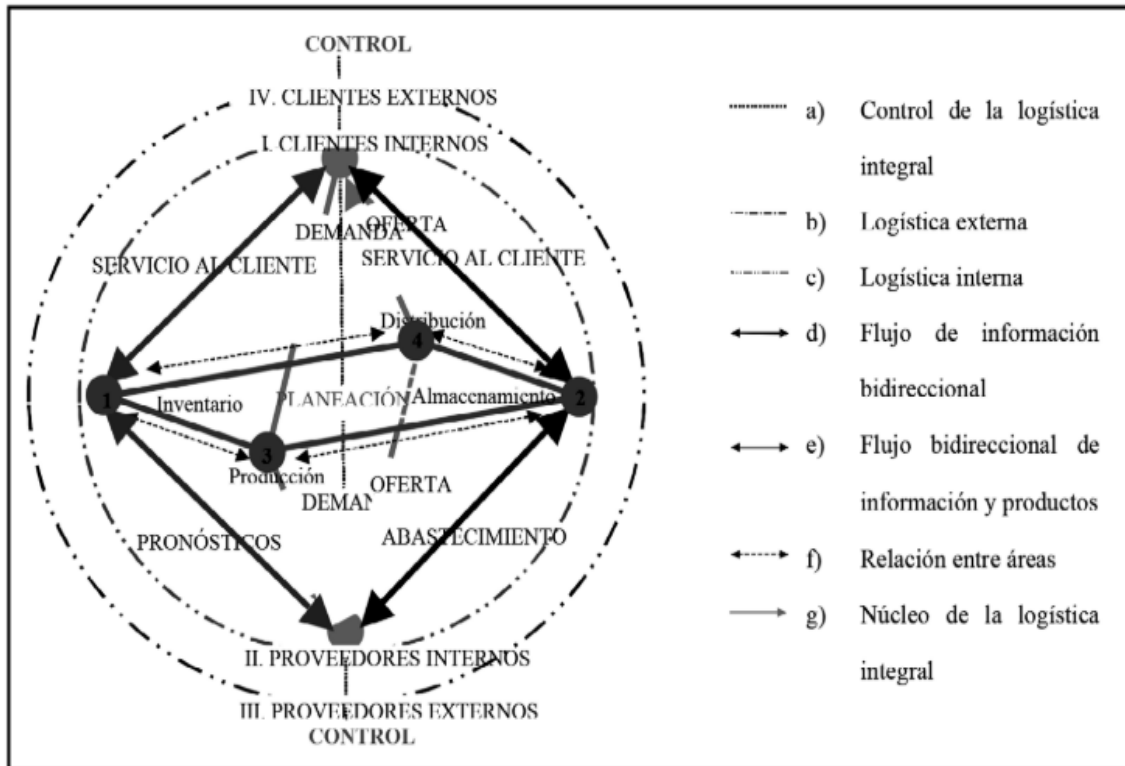 CONTROL
IV. CLIENTES EXTERNOS
I. CLIENTES INTERNOS
OFERTA
DEMANDA
SERVICIO AL CLIENTE
SERVICIO AL CLIENTE
Distribución
4
1
Inventario
PLANEACIÓN
Almacenamiento
2
3
Producción
OFERTA
DEMAN
PRONÓSTICOS
ABASTECIMIENTO
II. PROVEEDORES INTERNOS
III. PROVEEDORES EXTERNOS
CONTROL
a) Control de la logística
integral
b) Logística externa
c) Logística interna
d) Flujo de información
bidireccional
e) Flujo bidireccional de
información y productos
f) Relación entre áreas
g) Núcleo de la logística
integral